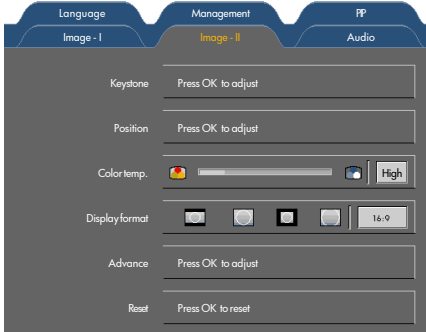 Language Management PIP
Image - I Image - II Audio
Keystone Press OK to adjust
Position Press OK to adjust
Color temp. High
Display format 16:9
Advance Press OK to adjust
Reset Press OK to reset